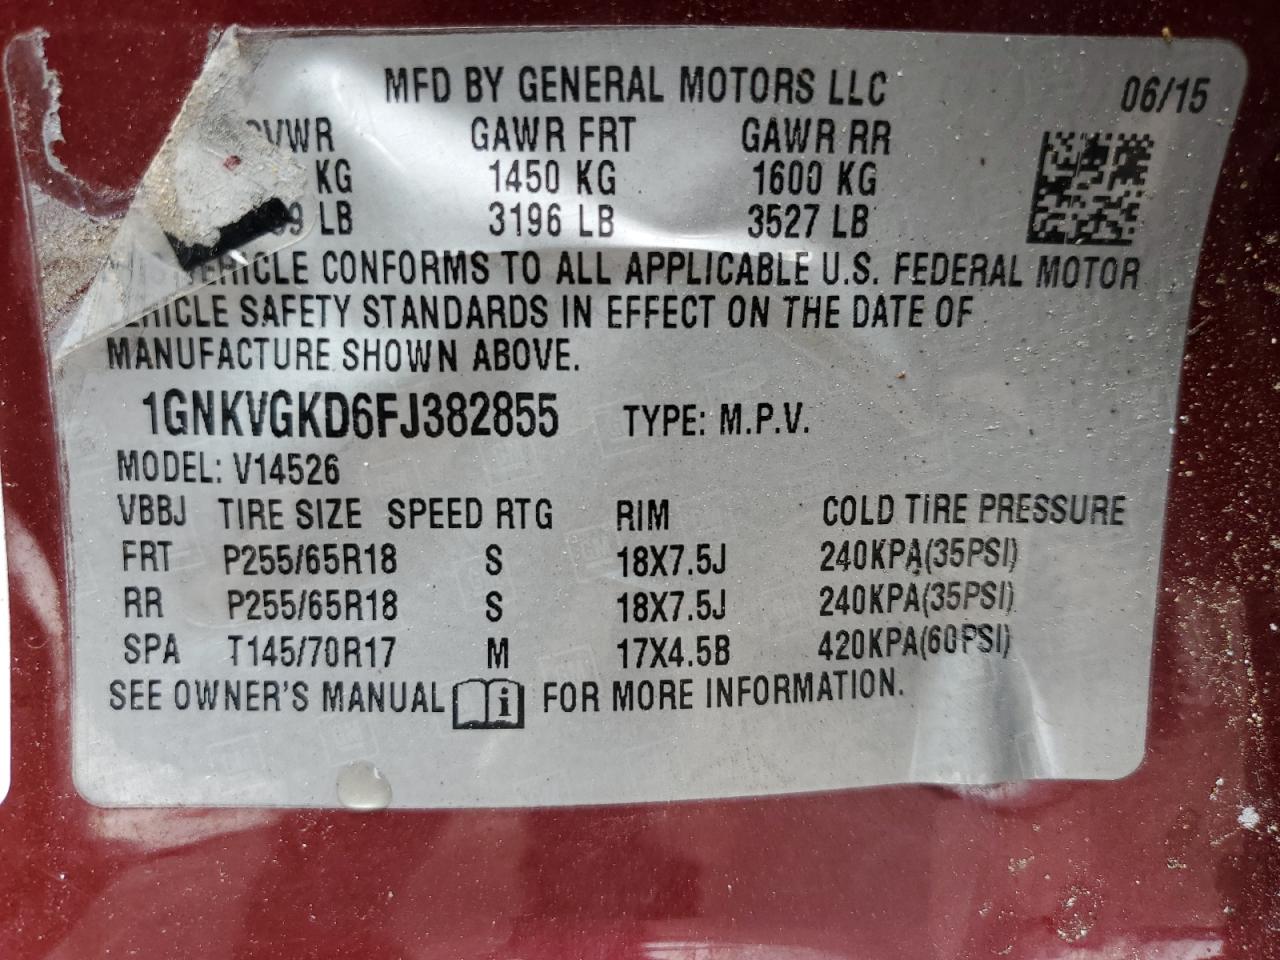 MFD BY GENERAL MOTORS LLC 06/15
GAWR FRT GAWR RR
KG 1450 KG 1600 KG
LB 3196 LB 3527 LB
VEHICLE CONFORMS TO ALL APPLICABLE U.S. FEDERAL MOTOR
VEHICLE SAFETY STANDARDS IN EFFECT ON THE DATE OF
MANUFACTURE SHOWN ABOVE.
1GNKVGKD6FJ382855 TYPE: M.P.V.
MODEL: V14526
VBBJ TIRE SIZE SPEED RTG RIM COLD TIRE PRESSURE
FRT P255/65R18 S 18X7.5J 240KPA(35PSI)
RR P255/65R18 S 18X7.5J 240KPA(35PSI)
SPA T145/70R17 M 17X4.5B 420KPA(60PSI)
SEE OWNER'S MANUAL i FOR MORE INFORMATION.